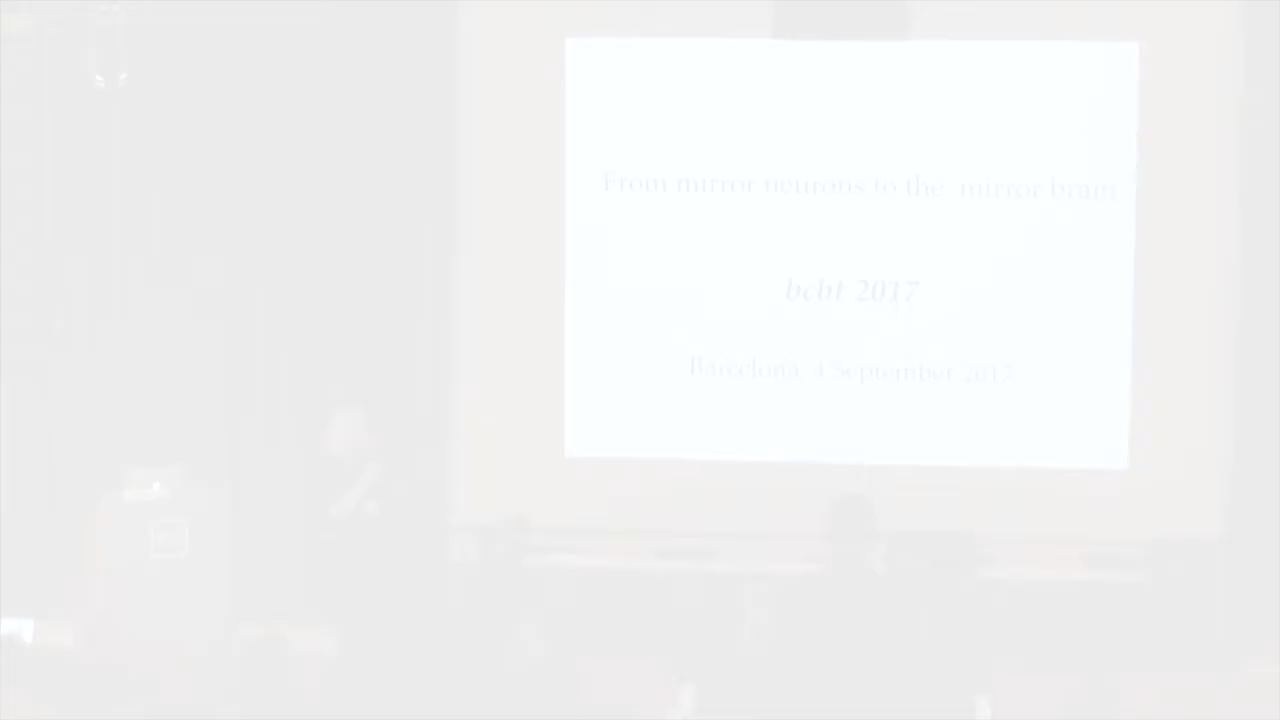 From mirror neurons to the mirror brain
bcbt 2017
Barcelona, 4 September 2017